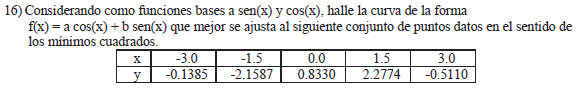 16) Considerando como funciones bases a sen(x) y cos(x), halle la curva de la forma
f(x) = a cos(x) + b sen(x) que mejor se ajusta al siguiente conjunto de puntos datos en el sentido de
los mínimos cuadrados.
x -3.0 -1.5 0.0 1.5 3.0
y -0.1385 -2.1587 0.8330 2.2774 -0.5110